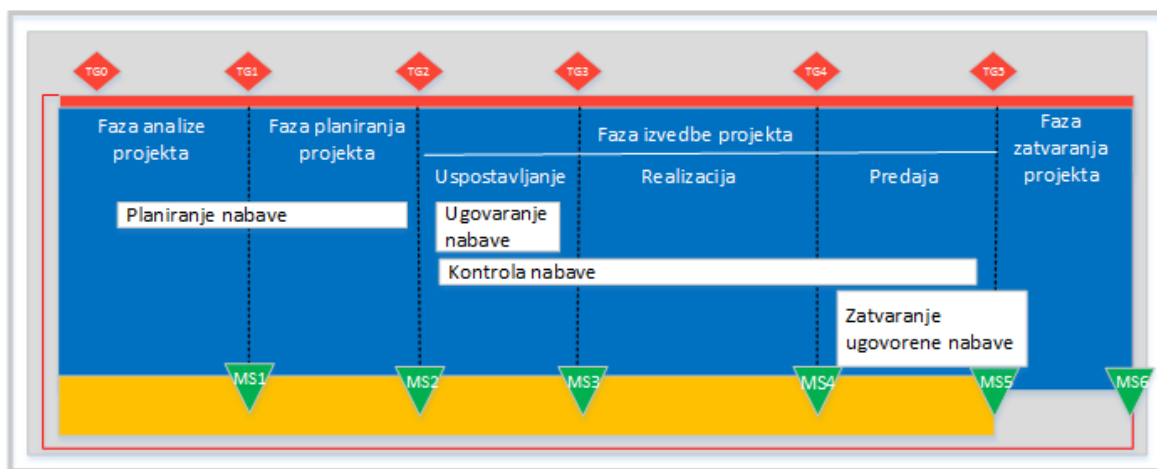 TG0 TG1 TG2 TG3 TG4 TG5
Faza analize
projekta
Faza planiranja
projekta
Faza izvedbe projekta
Faza
zatvaranja
projekta
Uspostavljanje
Realizacija
Predaja
Planiranje nabave
Ugovaranje
nabave
Kontrola nabave
Zatvaranje
ugovorene nabave
MS1 MS2 MS3 MS4 MS5 MS6